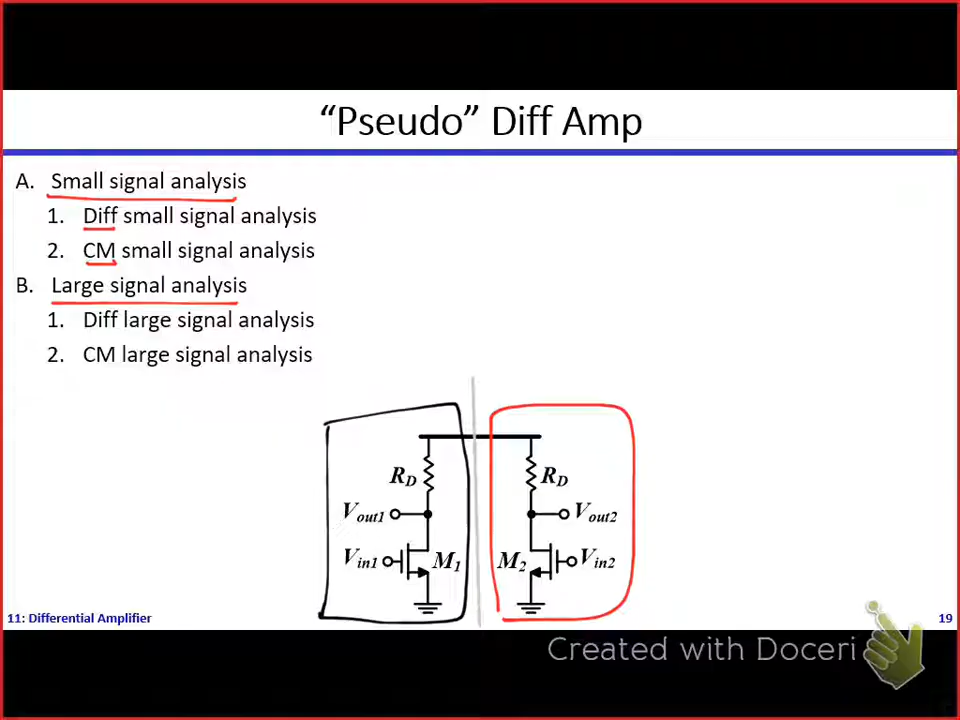 “Pseudo” Diff Amp
A. Small signal analysis
1. Diff small signal analysis
2. CM small signal analysis
B. Large signal analysis
1. Diff large signal analysis
2. CM large signal analysis
R_D R_D
V_out1 V_out2
V_in1 M_1 M_2 V_in2
11: Differential Amplifier 19
Created with Doceri